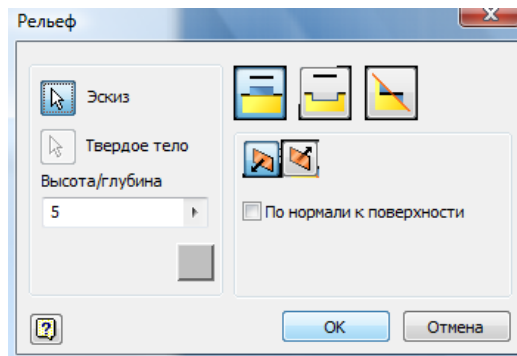 Рельеф
Эскиз
Твердое тело
Высота/глубина
5
По нормали к поверхности
?
OK
Отмена